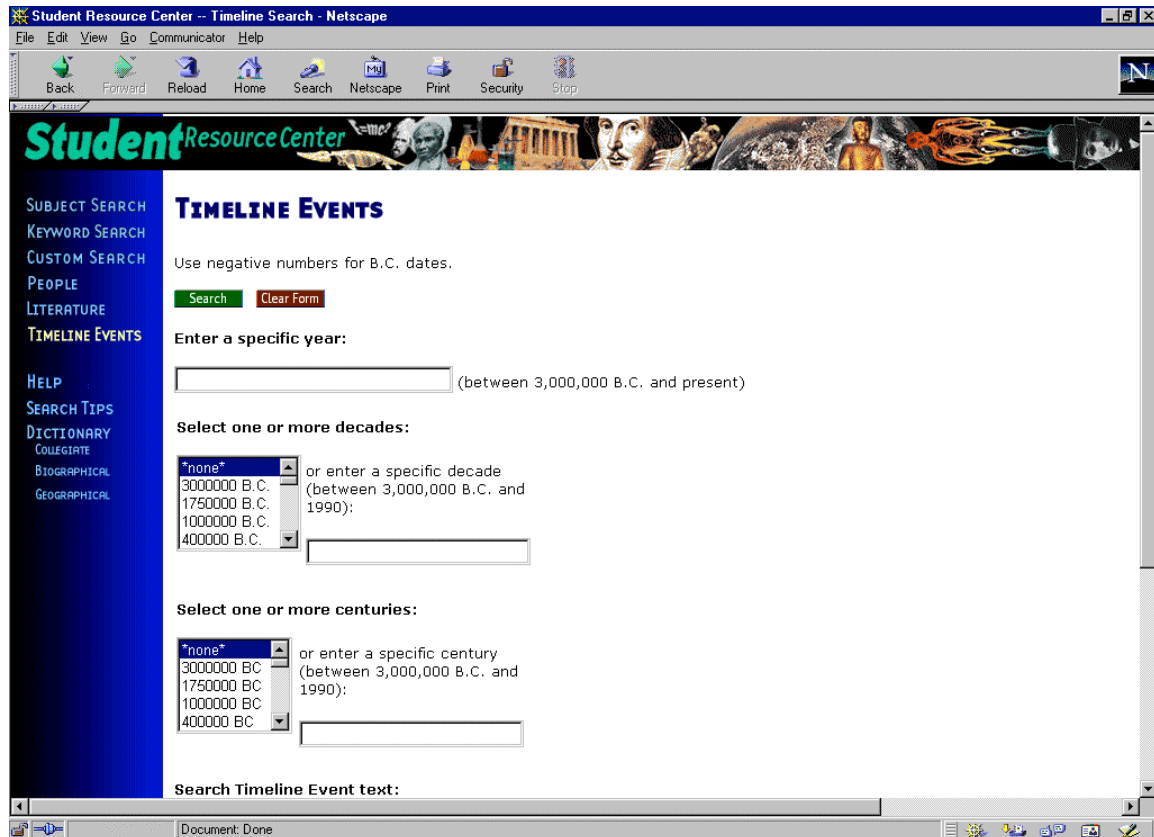 Student Resource Center -- Timeline Search - Netscape
File Edit View Go Communicator Help
My
Back Forward Reload Home Search Netscape Print Security Stop
N
Student Resource Center
E=mc²
SUBJECT SEARCH
KEYWORD SEARCH
CUSTOM SEARCH
PEOPLE
LITERATURE
TIMELINE EVENTS
HELP
SEARCH TIPS
DICTIONARY
COLLEGIATE
BIOGRAPHICAL
GEOGRAPHICAL
TIMELINE EVENTS
Use negative numbers for B.C. dates.
Search Clear Form
Enter a specific year:
(between 3,000,000 B.C. and present)
Select one or more decades:
*none*
3000000 B.C.
1750000 B.C.
1000000 B.C.
400000 B.C.
or enter a specific decade
(between 3,000,000 B.C. and
1990):
Select one or more centuries:
*none*
3000000 BC
1750000 BC
1000000 BC
400000 BC
or enter a specific century
(between 3,000,000 B.C. and
1990):
Search Timeline Event text:
Document: Done